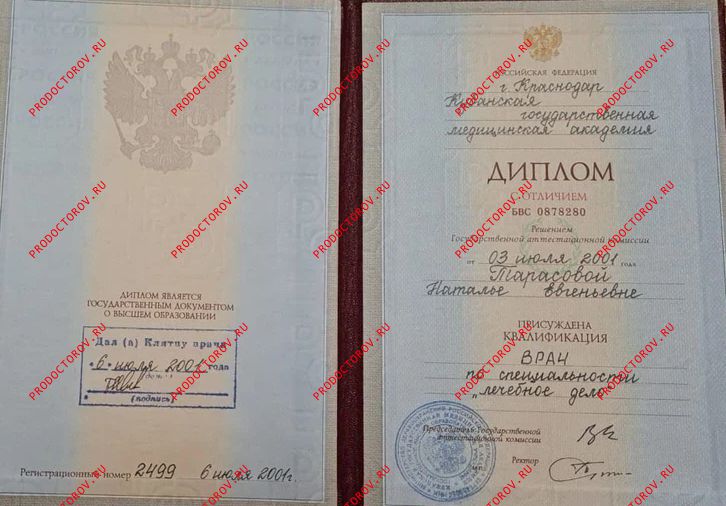 ДИПЛОМ ЯВЛЯЕТСЯ
ГОСУДАРСТВЕННЫМ ДОКУМЕНТОМ
О ВЫСШЕМ ОБРАЗОВАНИИ
Дал (а) Клятву врача
"6" июля 2001 года
(подпись)
Регистрационный номер 2499 6 июля 2001г.
РОССИЙСКАЯ ФЕДЕРАЦИЯ
г. Краснодар
Кубанская
государственная
медицинская академия
ДИПЛОМ
С ОТЛИЧИЕМ
БВС 0878280
Решением
Государственной аттестационной комиссии
от 03 июля 2001 года
Тарасовой
Наталье Евгеньевне
ПРИСУЖДЕНА
КВАЛИФИКАЦИЯ
ВРАЧ
по специальности
„лечебное дело"
Председатель Государственной
аттестационной комиссии
Ректор
М.П.
PRODOCTOROV.RU